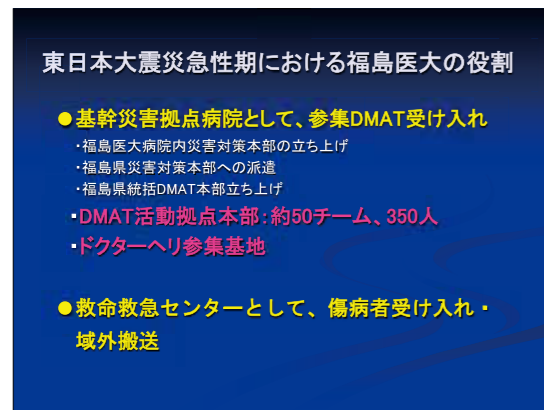 東日本大震災急性期における福島医大の役割
●基幹災害拠点病院として、参集DMAT受け入れ
・福島医大病院内災害対策本部の立ち上げ
・福島県災害対策本部への派遣
・福島県統括DMAT本部立ち上げ
▪DMAT活動拠点本部：約50チーム、350人
▪ドクターヘリ参集基地
●救命救急センターとして、傷病者受け入れ・
域外搬送